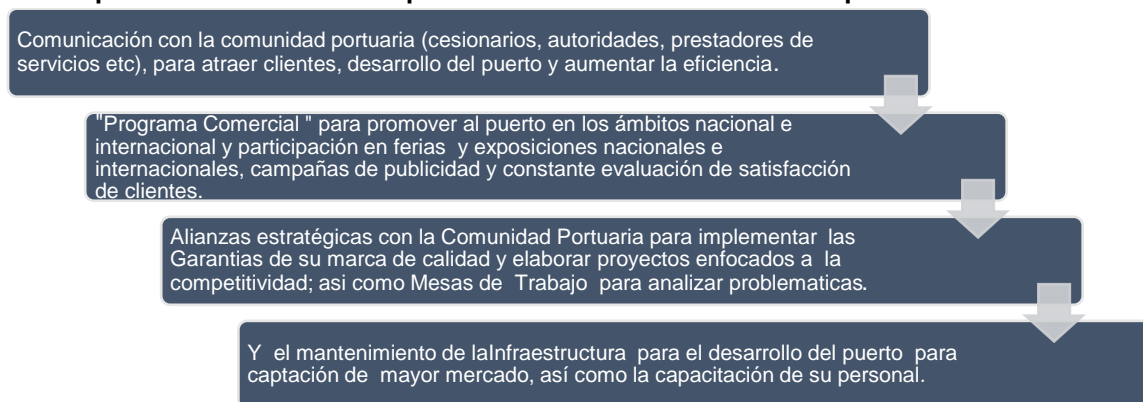 Comunicación con la comunidad portuaria (cesionarios, autoridades, prestadores de
servicios etc), para atraer clientes, desarrollo del puerto y aumentar la eficiencia.
"Programa Comercial " para promover al puerto en los ámbitos nacional e
internacional y participación en ferias y exposiciones nacionales e
internacionales, campañas de publicidad y constante evaluación de satisfacción
de clientes.
Alianzas estratégicas con la Comunidad Portuaria para implementar las
Garantias de su marca de calidad y elaborar proyectos enfocados a la
competitividad; asi como Mesas de Trabajo para analizar problematicas.
Y el mantenimiento de laInfraestructura para el desarrollo del puerto para
captación de mayor mercado, así como la capacitación de su personal.